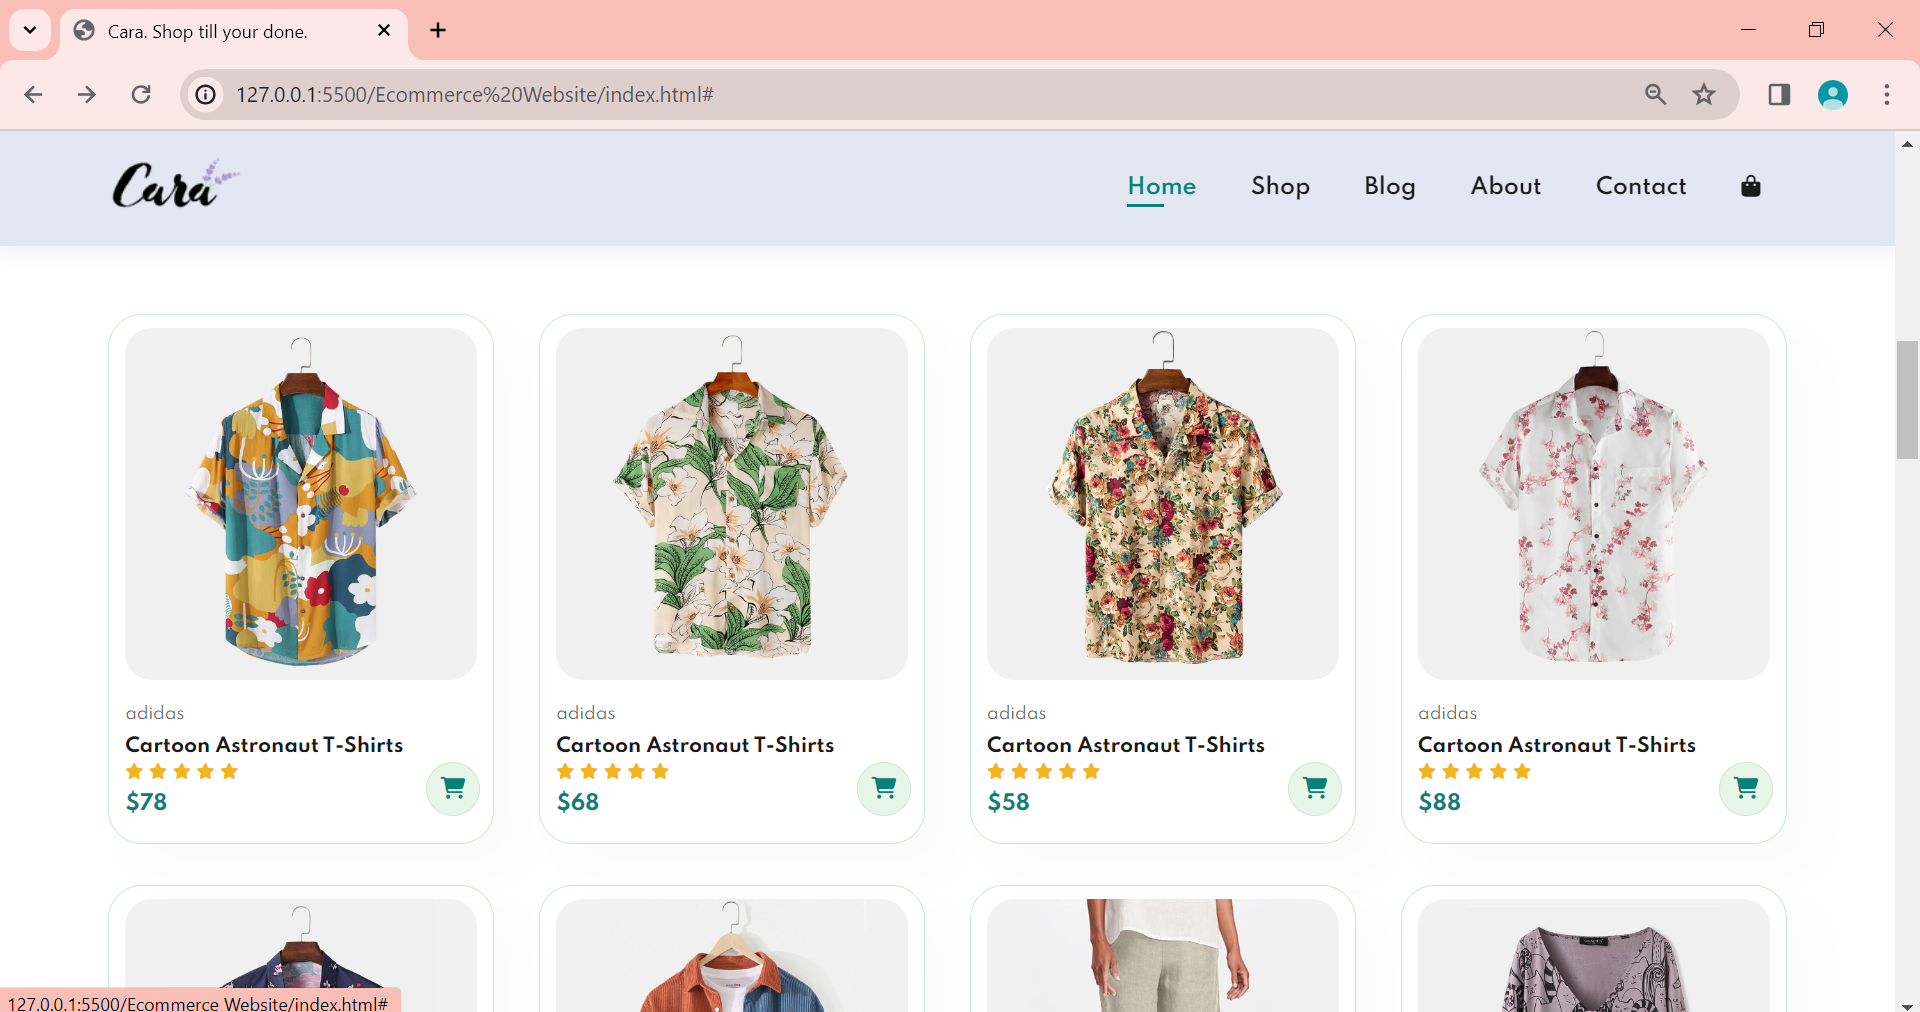 Cara. Shop till your done.
127.0.0.1:5500/Ecommerce%20Website/index.html#
Cara
Home Shop Blog About Contact
adidas adidas adidas adidas
Cartoon Astronaut T-Shirts Cartoon Astronaut T-Shirts Cartoon Astronaut T-Shirts Cartoon Astronaut T-Shirts
$78 $68 $58 $88
127.0.0.1:5500/Ecommerce Website/index.html#